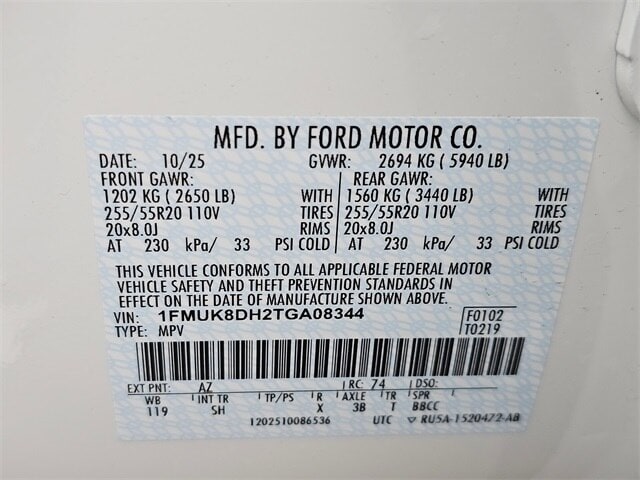 MFD. BY FORD MOTOR CO.
DATE: 10/25 GVWR: 2694 KG ( 5940 LB)
FRONT GAWR: REAR GAWR:
1202 KG ( 2650 LB) WITH 1560 KG ( 3440 LB) WITH
255/55R20 110V TIRES 255/55R20 110V TIRES
20x8.0J RIMS 20x8.0J RIMS
AT 230 kPa/ 33 PSI COLD AT 230 kPa/ 33 PSI COLD
THIS VEHICLE CONFORMS TO ALL APPLICABLE FEDERAL MOTOR
VEHICLE SAFETY AND THEFT PREVENTION STANDARDS IN
EFFECT ON THE DATE OF MANUFACTURE SHOWN ABOVE.
VIN: 1FMUK8DH2TGA08344 F0102
TYPE: MPV T0219
EXT PNT: AZ RC: 74 DSO:
WB INT TR TP/PS R AXLE TR SPR
119 SH X 3B T BBCC
1202510086536 UTC ▽ RU5A-1520472-AB